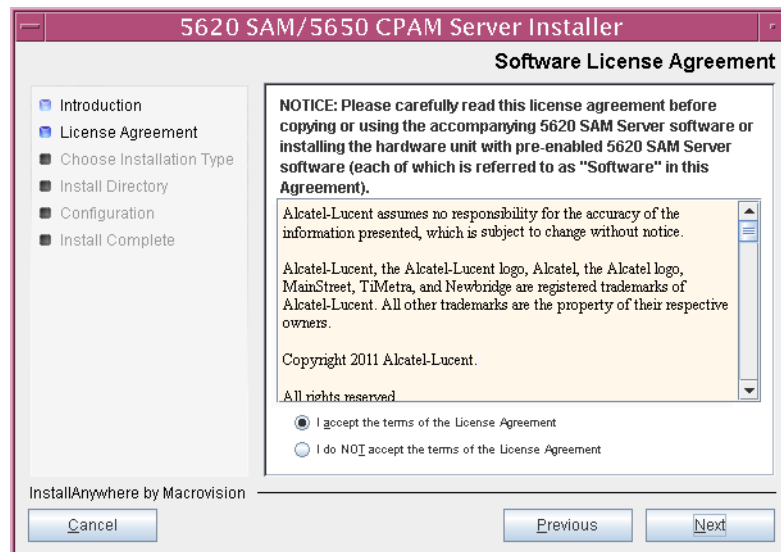 5620 SAM/5650 CPAM Server Installer
Software License Agreement
Introduction
License Agreement
Choose Installation Type
Install Directory
Configuration
Install Complete
NOTICE: Please carefully read this license agreement before
copying or using the accompanying 5620 SAM Server software or
installing the hardware unit with pre-enabled 5620 SAM Server
software (each of which is referred to as "Software" in this
Agreement).
Alcatel-Lucent assumes no responsibility for the accuracy of the
information presented, which is subject to change without notice.
Alcatel-Lucent, the Alcatel-Lucent logo, Alcatel, the Alcatel logo,
MainStreet, TiMetra, and Newbridge are registered trademarks of
Alcatel-Lucent. All other trademarks are the property of their respective
owners.
Copyright 2011 Alcatel-Lucent.
All rights reserved
I accept the terms of the License Agreement
I do NOT accept the terms of the License Agreement
InstallAnywhere by Macrovision
Cancel
Previous
Next